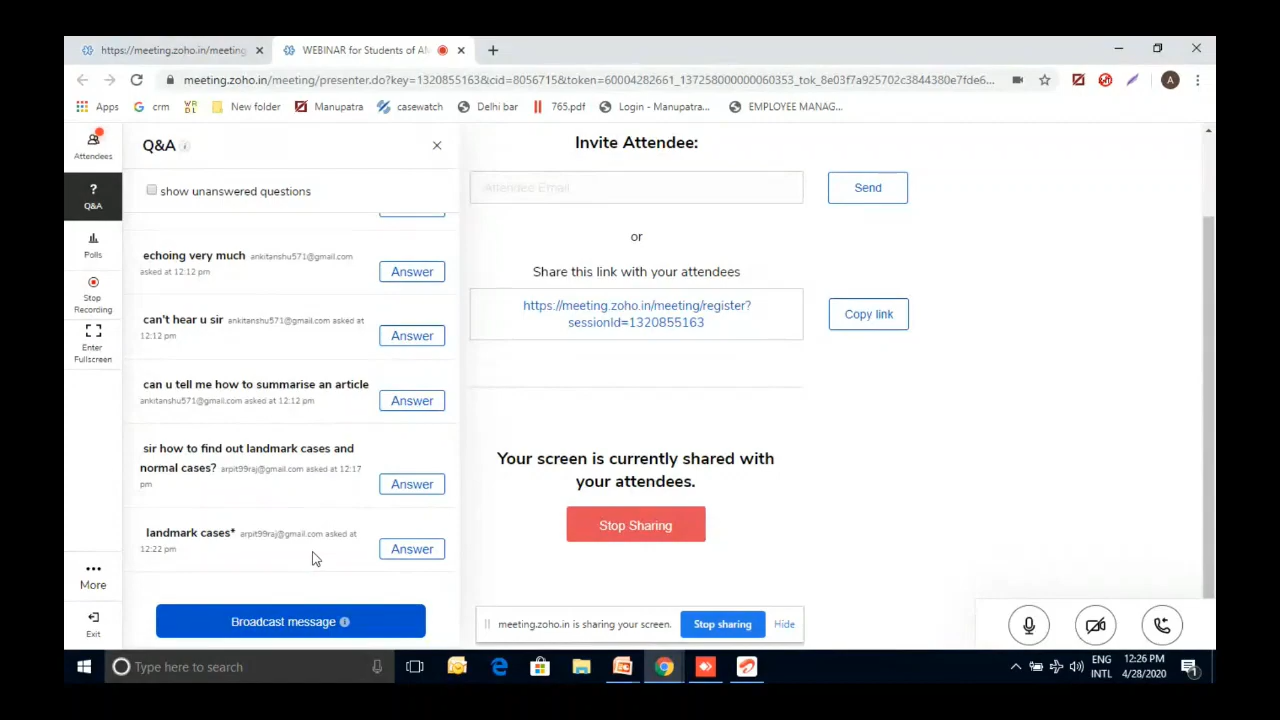 https://meeting.zoho.in/meeting
WEBINAR for Students of AM
meeting.zoho.in/meeting/presenter.do?key=1320855163&cid=8056715&token=60004282661_1372580000000060353_tok_8e03f7a925702c3844380e7fde6...
A
Apps
crm
New folder
Manupatra
casewatch
Delhi bar
765.pdf
Login - Manupatra...
EMPLOYEE MANAG...
Attendees
?
Q&A
Polls
Stop
Recording
Enter
Fullscreen
More
Exit
Q&A
show unanswered questions
echoing very much ankitanshu571@gmail.com
asked at 12:12 pm
Answer
can't hear u sir ankitanshu571@gmail.com asked at
12:12 pm
Answer
can u tell me how to summarise an article
ankitanshu571@gmail.com asked at 12:12 pm
Answer
sir how to find out landmark cases and
normal cases? arpit99raj@gmail.com asked at 12:17
pm
Answer
landmark cases* arpit99raj@gmail.com asked at
12:22 pm
Answer
Broadcast message
Invite Attendee:
Attendee Email
Send
or
Share this link with your attendees
https://meeting.zoho.in/meeting/register?
sessionId=1320855163
Copy link
Your screen is currently shared with
your attendees.
Stop Sharing
meeting.zoho.in is sharing your screen.
Stop sharing
Hide
Type here to search
ENG
INTL
12:26 PM
4/28/2020
1